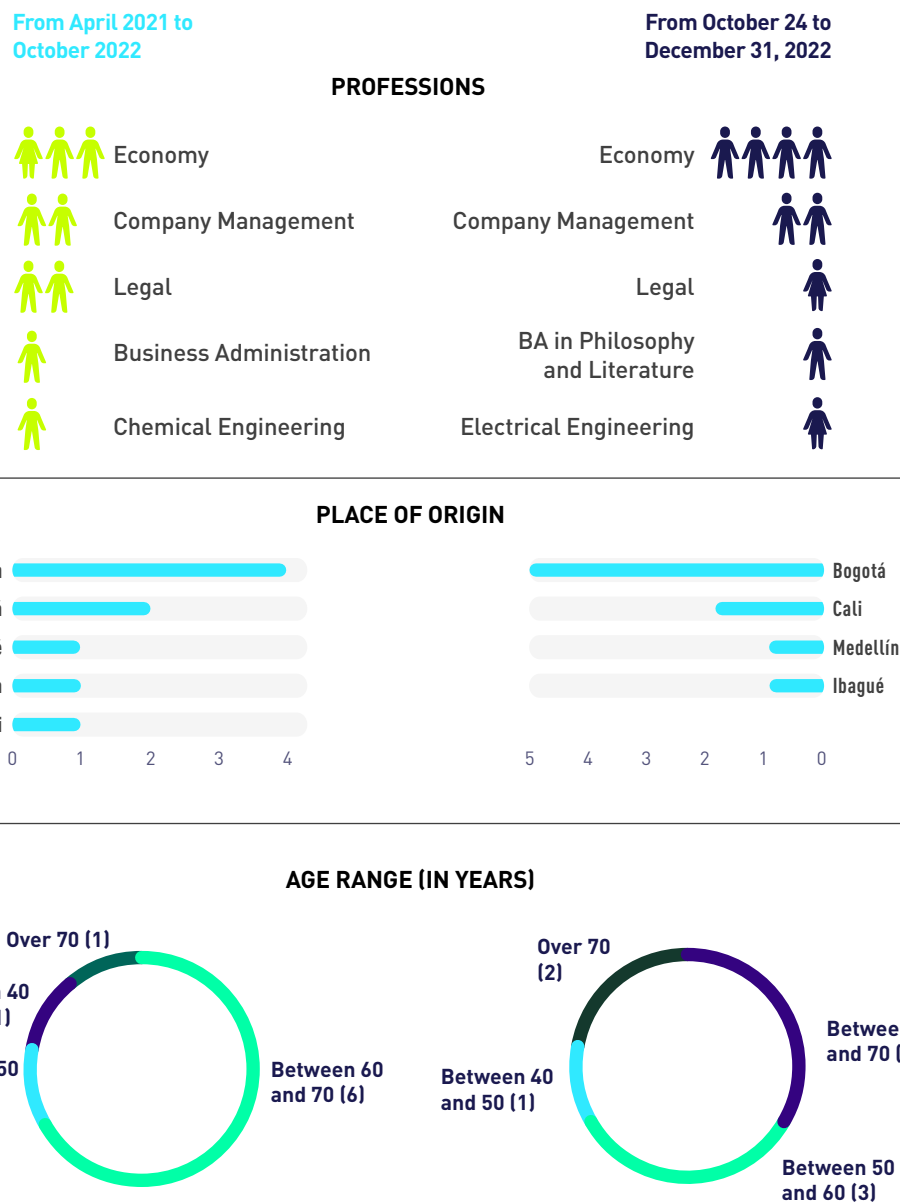 From April 2021 to
October 2022
From October 24 to
December 31, 2022
PROFESSIONS
Economy
Company Management
Legal
Business Administration
Chemical Engineering
Economy
Company Management
Legal
BA in Philosophy
and Literature
Electrical Engineering
PLACE OF ORIGIN
0 1 2 3 4
Bogotá
Cali
Medellín
Ibagué
5 4 3 2 1 0
AGE RANGE (IN YEARS)
Over 70 (1)
40
50
Between 60
and 70 (6)
Over 70
(2)
Between 40
and 50 (1)
and 70
Between 50
and 60 (3)